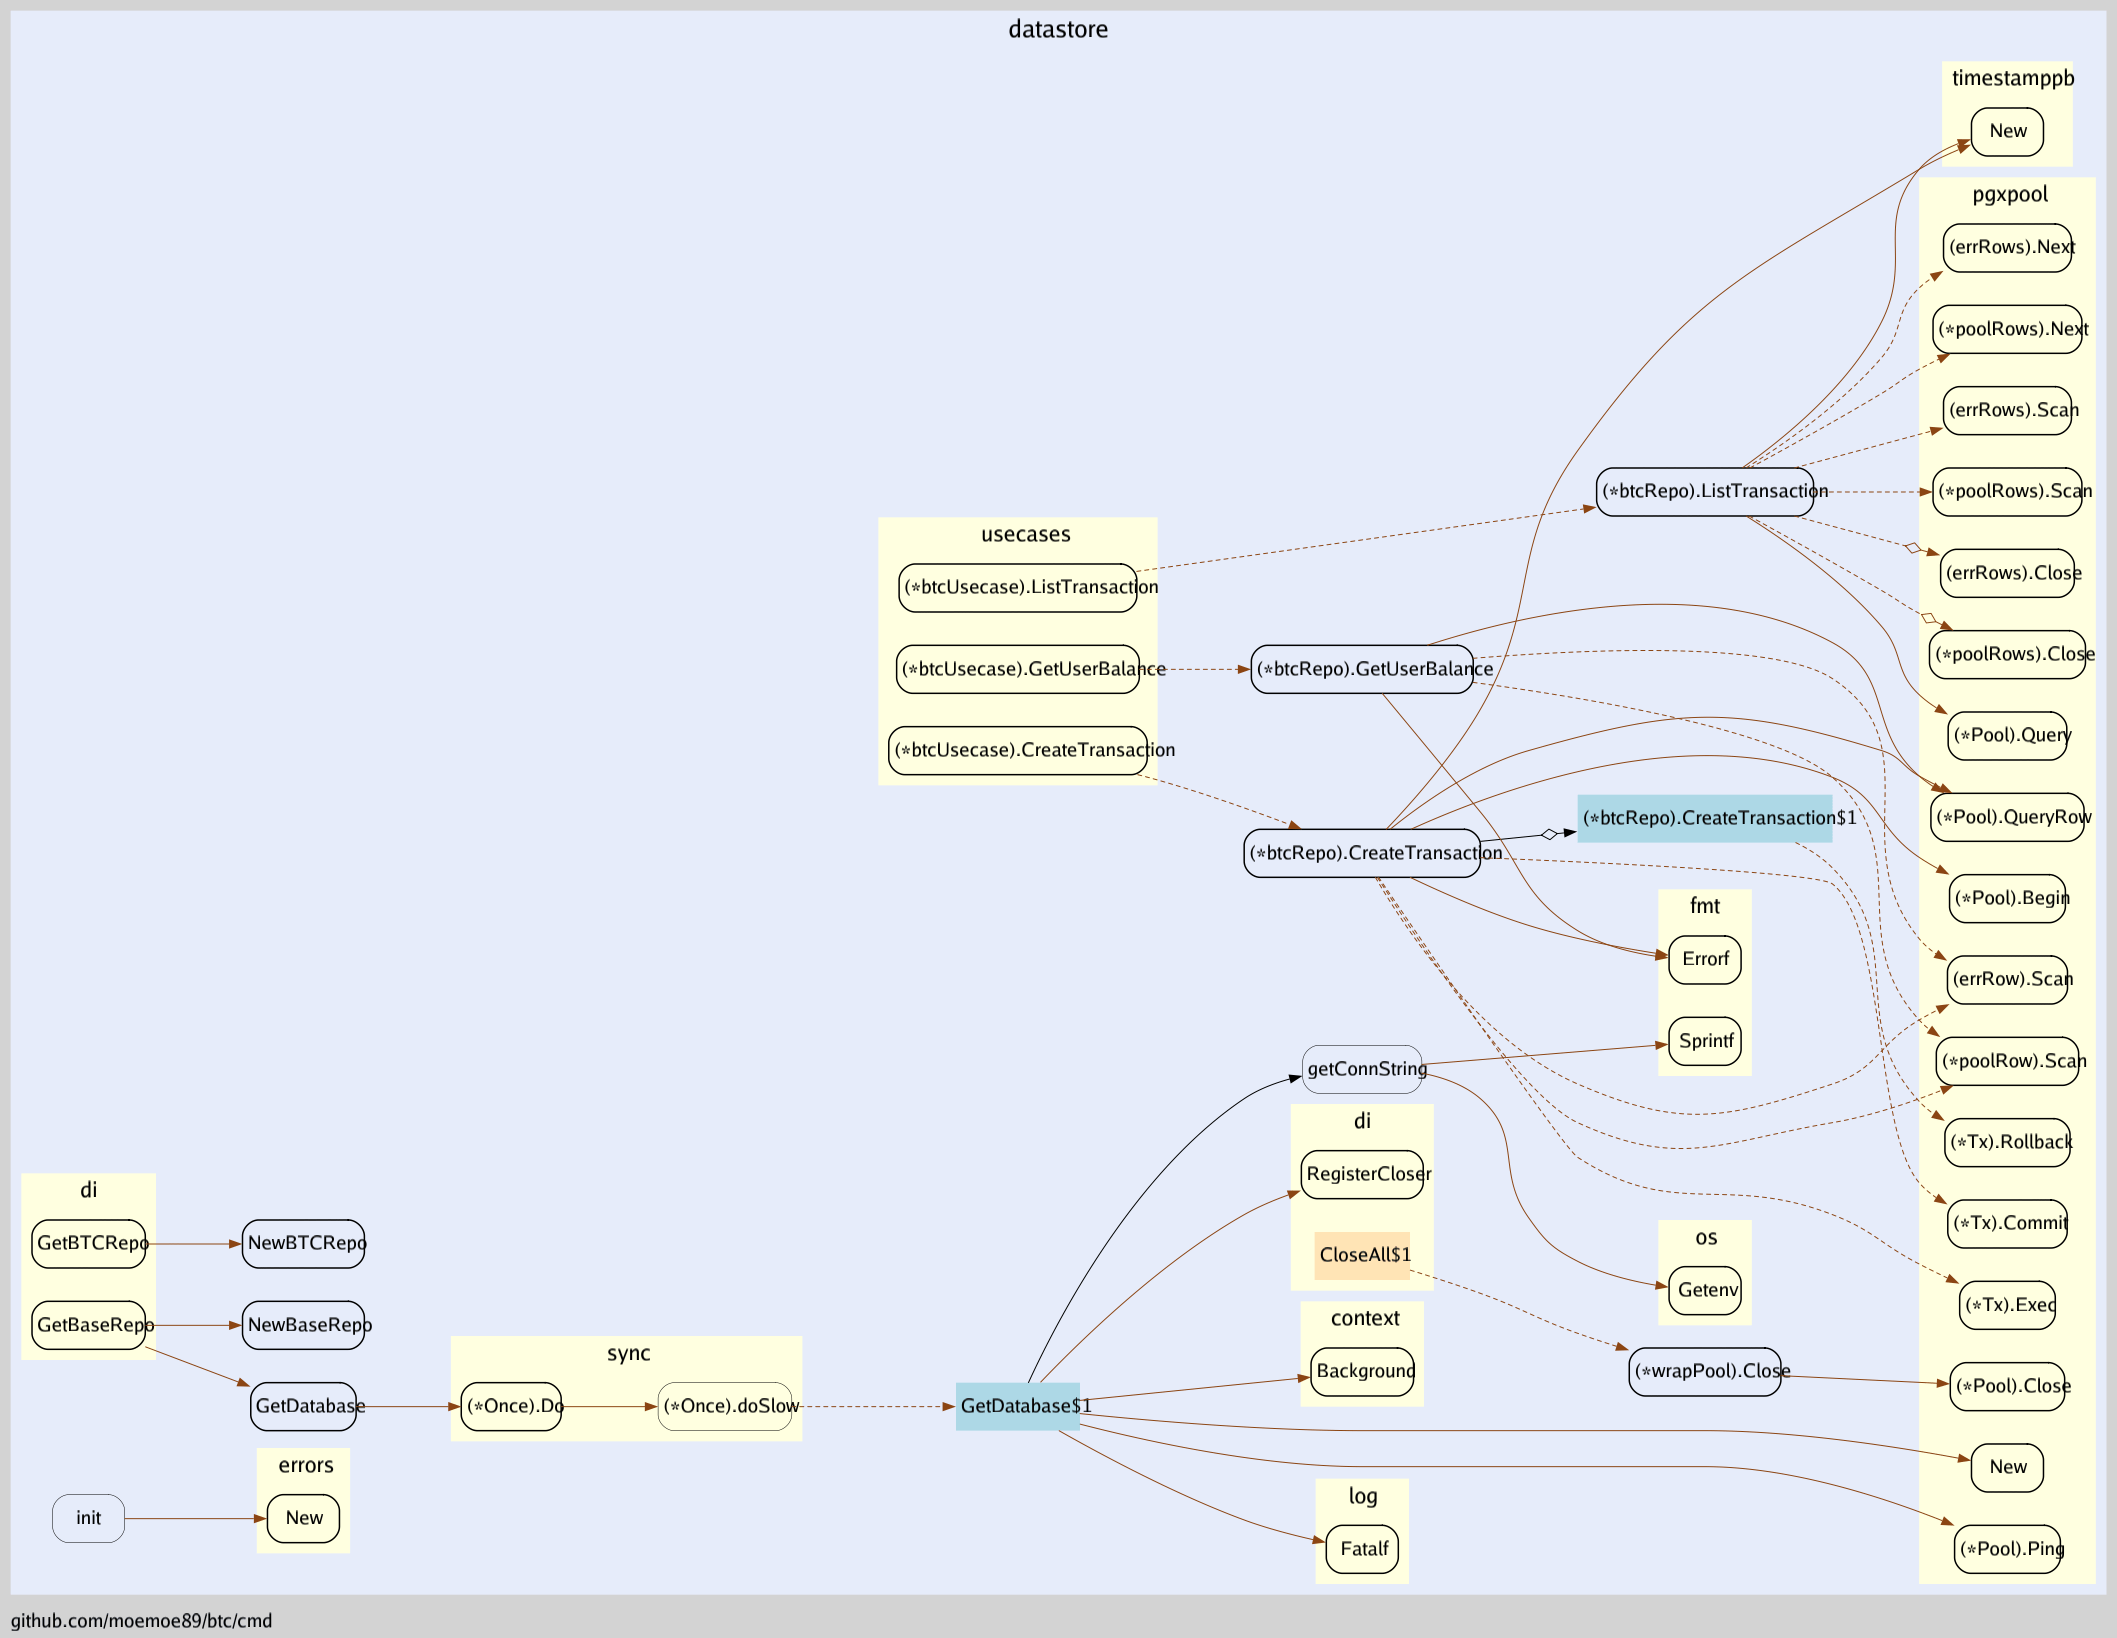 datastore
timestamppb
New
pgxpool
(errRows).Next
(*poolRows).Next
(errRows).Scan
(*poolRows).Scan
(errRows).Close
(*poolRows).Close
(*Pool).Query
(*Pool).QueryRow
(*Pool).Begin
(errRow).Scan
(*poolRow).Scan
(*Tx).Rollback
(*Tx).Commit
(*Tx).Exec
(*Pool).Close
New
(*Pool).Ping
(*btcRepo).ListTransaction
usecases
(*btcUsecase).ListTransaction
(*btcUsecase).GetUserBalance
(*btcUsecase).CreateTransaction
(*btcRepo).GetUserBalance
(*btcRepo).CreateTransaction
(*btcRepo).CreateTransaction$1
fmt
Errorf
Sprintf
getConnString
di
RegisterCloser
CloseAll$1
os
Getenv
context
Background
(*wrapPool).Close
log
Fatalf
di
GetBTCRepo
GetBaseRepo
NewBTCRepo
NewBaseRepo
GetDatabase
sync
(*Once).Do
(*Once).doSlow
GetDatabase$1
errors
New
init
github.com/moemoe89/btc/cmd